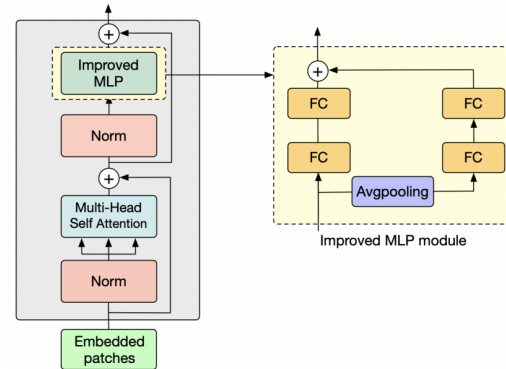 +
Improved
MLP
Norm
+
Multi-Head
Self Attention
Norm
Embedded
patches
+
FC
FC
FC
FC
Avgpooling
Improved MLP module